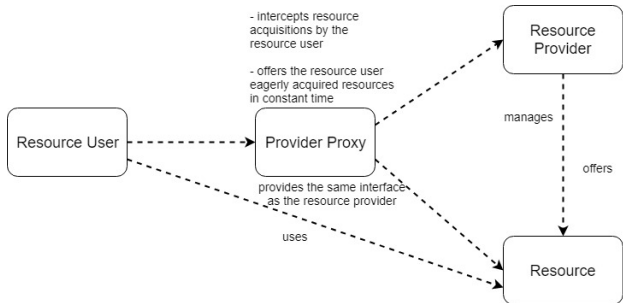 - intercepts resource
acquisitions by the
resource user
- offers the resource user
eagerly acquired resources
in constant time
Resource
Provider
manages
Resource User
Provider Proxy
offers
provides the same interface
as the resource provider
uses
Resource